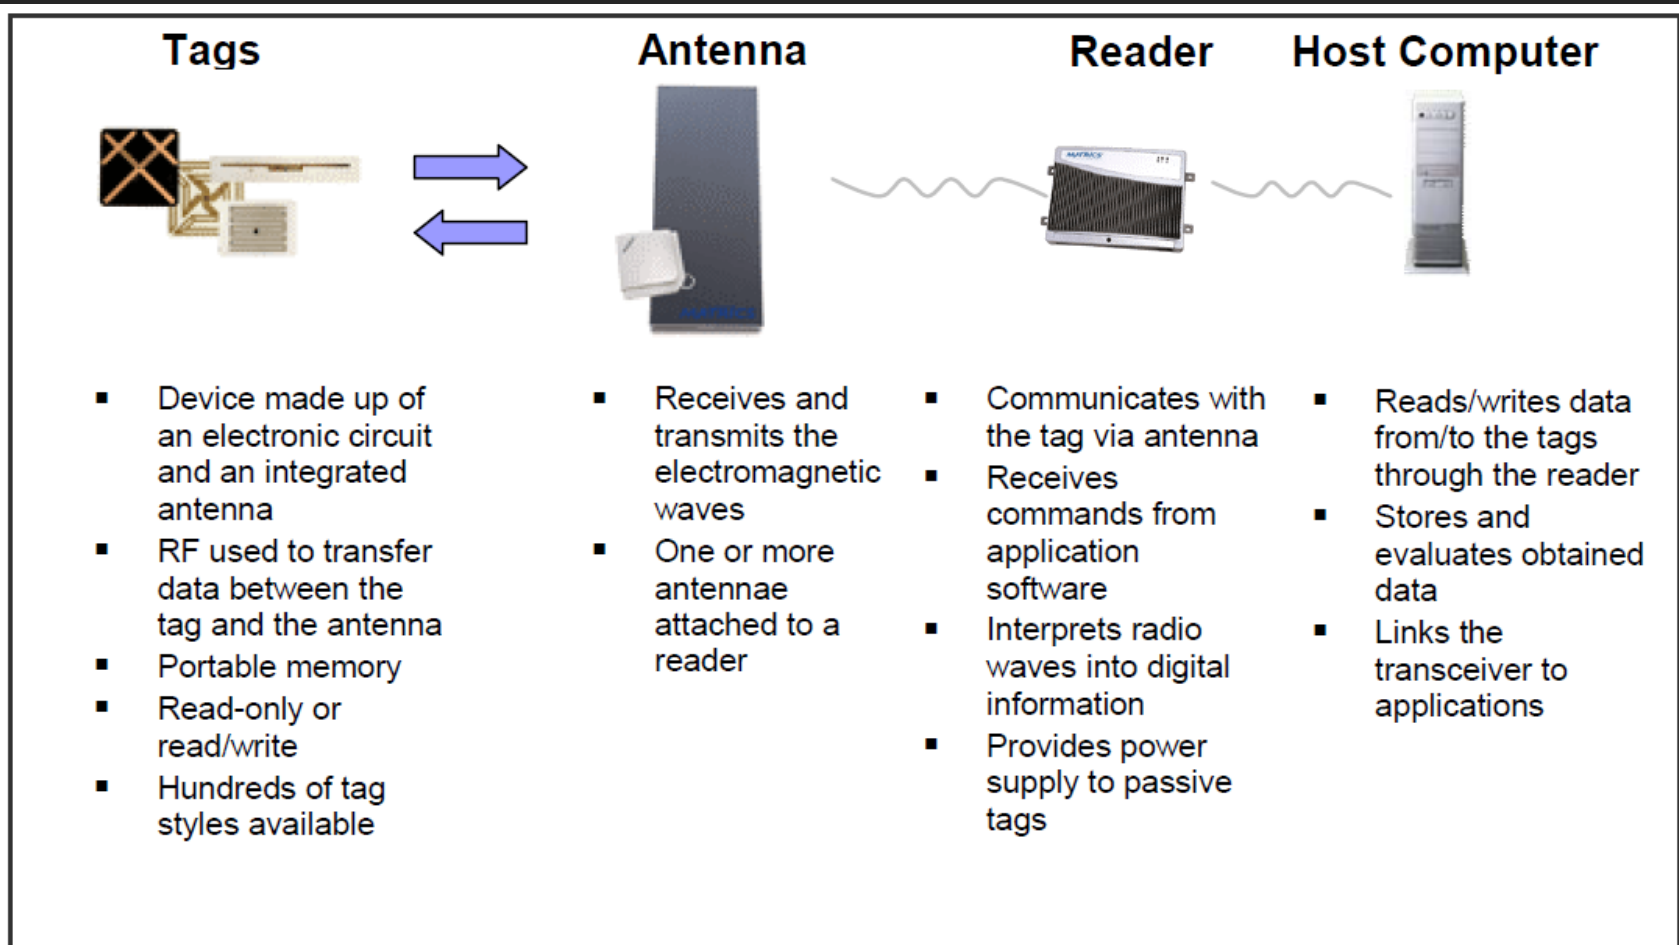 Tags
Antenna
Reader
Host Computer
MATRICS
MATRICS
Device made up of
an electronic circuit
and an integrated
antenna
RF used to transfer
data between the
tag and the antenna
Portable memory
Read-only or
read/write
Hundreds of tag
styles available
Receives and
transmits the
electromagnetic
waves
One or more
antennae
attached to a
reader
Communicates with
the tag via antenna
Receives
commands from
application
software
Interprets radio
waves into digital
information
Provides power
supply to passive
tags
Reads/writes data
from/to the tags
through the reader
Stores and
evaluates obtained
data
Links the
transceiver to
applications